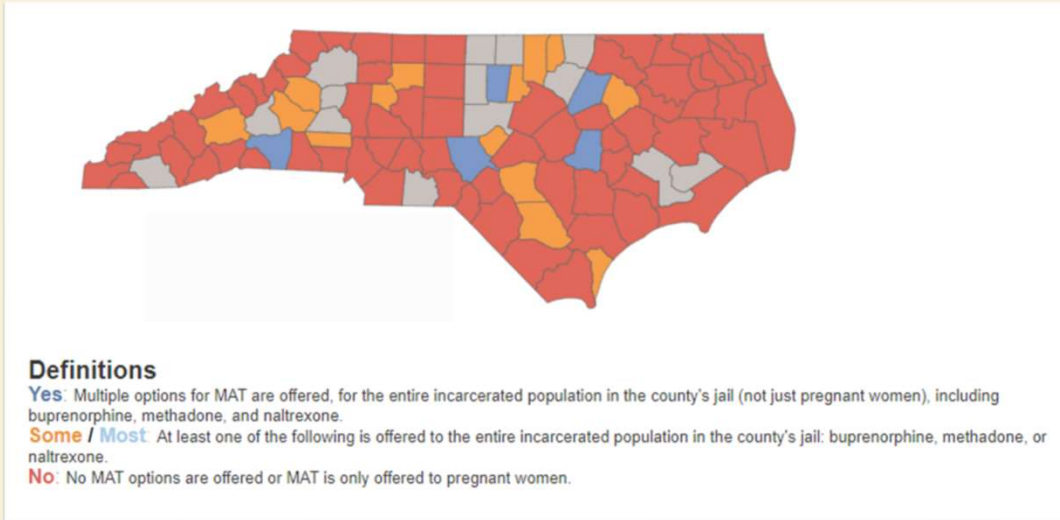 Definitions
Yes: Multiple options for MAT are offered, for the entire incarcerated population in the county's jail (not just pregnant women), including
buprenorphine, methadone, and naltrexone.
Some / Most: At least one of the following is offered to the entire incarcerated population in the county's jail: buprenorphine, methadone, or
naltrexone.
No: No MAT options are offered or MAT is only offered to pregnant women.